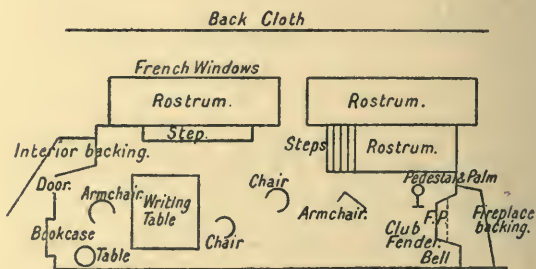 Back Cloth
French Windows
Rostrum.
Rostrum.
Step.
Steps
Rostrum.
Interior backing.
Pedestal & Palm
Door.
Armchair.
Writing
Table
Chair
Armchair.
F.P.
Fireplace
backing.
Bookcase
Chair
Club
Fender.
Table
Bell